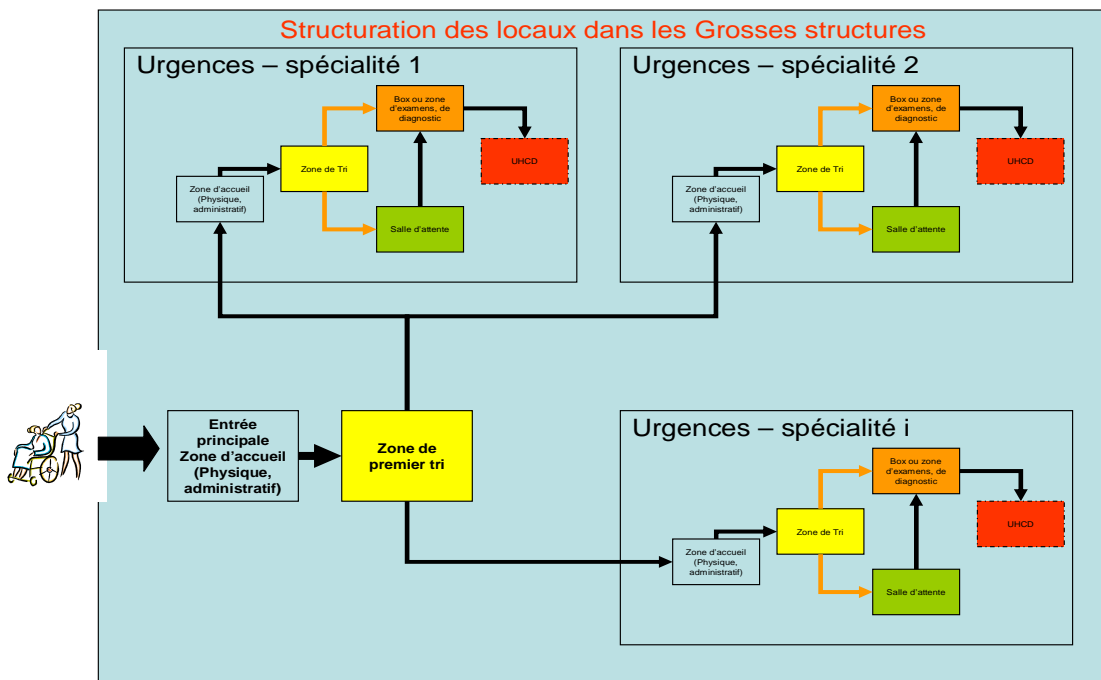 Structuration des locaux dans les Grosses structures
Urgences – spécialité 1
Box ou zone
d'examens, de
diagnostic
UHCD
Zone de Tri
Zone d'accueil
(Physique,
administratif)
Salle d'attente
Urgences – spécialité 2
Box ou zone
d'examens, de
diagnostic
UHCD
Zone de Tri
Zone d'accueil
(Physique,
administratif)
Salle d'attente
Entrée
principale
Zone d'accueil
(Physique,
administratif)
Zone de
premier tri
Urgences – spécialité i
Box ou zone
d'examens, de
diagnostic
UHCD
Zone de Tri
Zone d'accueil
(Physique,
administratif)
Salle d'attente